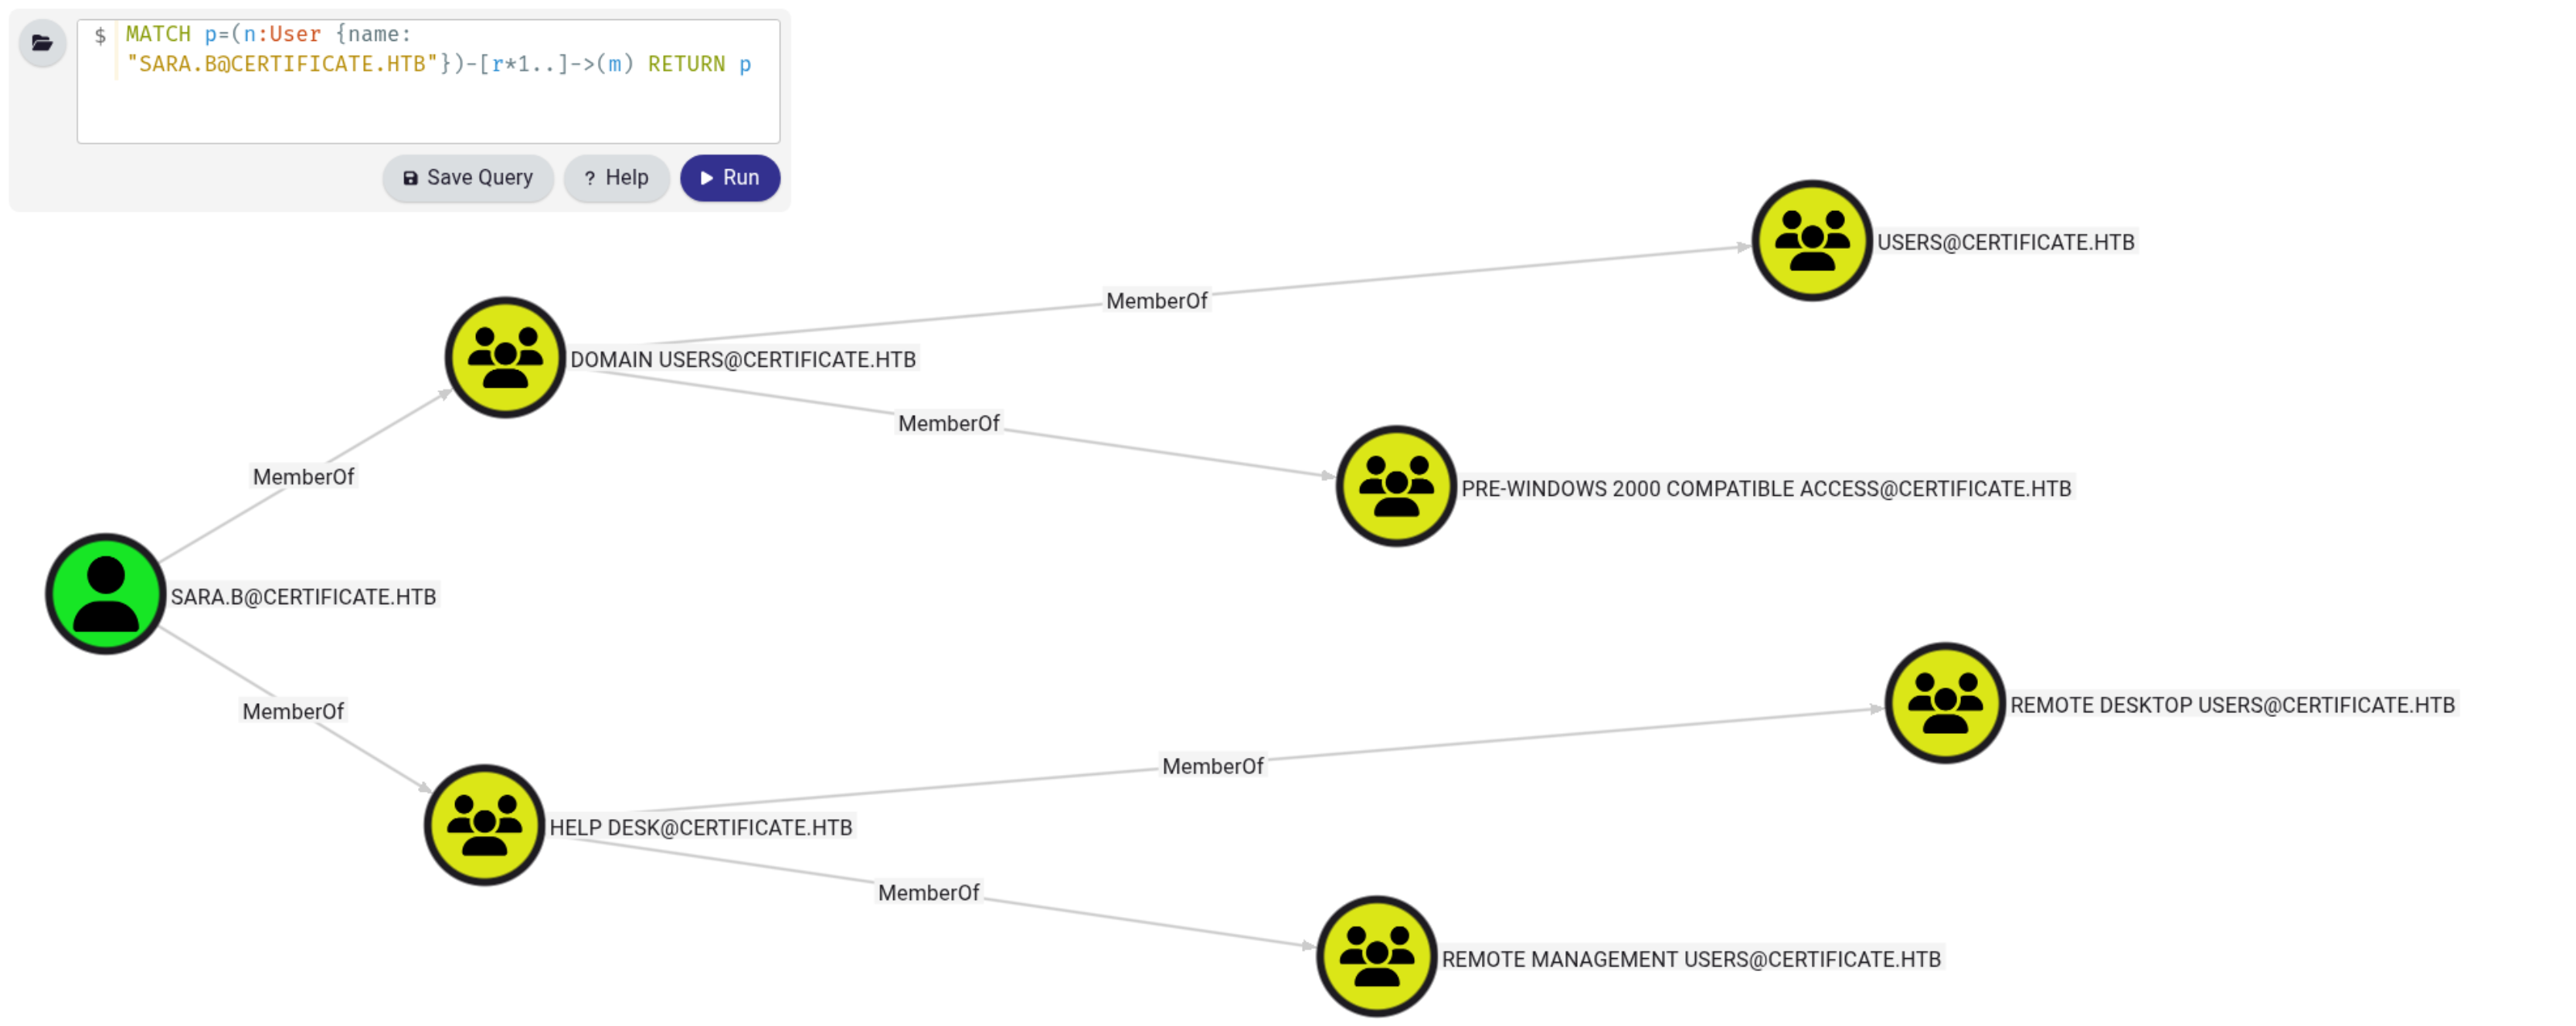 $ MATCH p=(n:User {name:
"SARA.B@CERTIFICATE.HTB"})-[r*1..]->(m) RETURN p
Save Query
? Help
Run
USERS@CERTIFICATE.HTB
MemberOf
DOMAIN USERS@CERTIFICATE.HTB
MemberOf
MemberOf
PRE-WINDOWS 2000 COMPATIBLE ACCESS@CERTIFICATE.HTB
SARA.B@CERTIFICATE.HTB
MemberOf
REMOTE DESKTOP USERS@CERTIFICATE.HTB
MemberOf
HELP DESK@CERTIFICATE.HTB
MemberOf
REMOTE MANAGEMENT USERS@CERTIFICATE.HTB